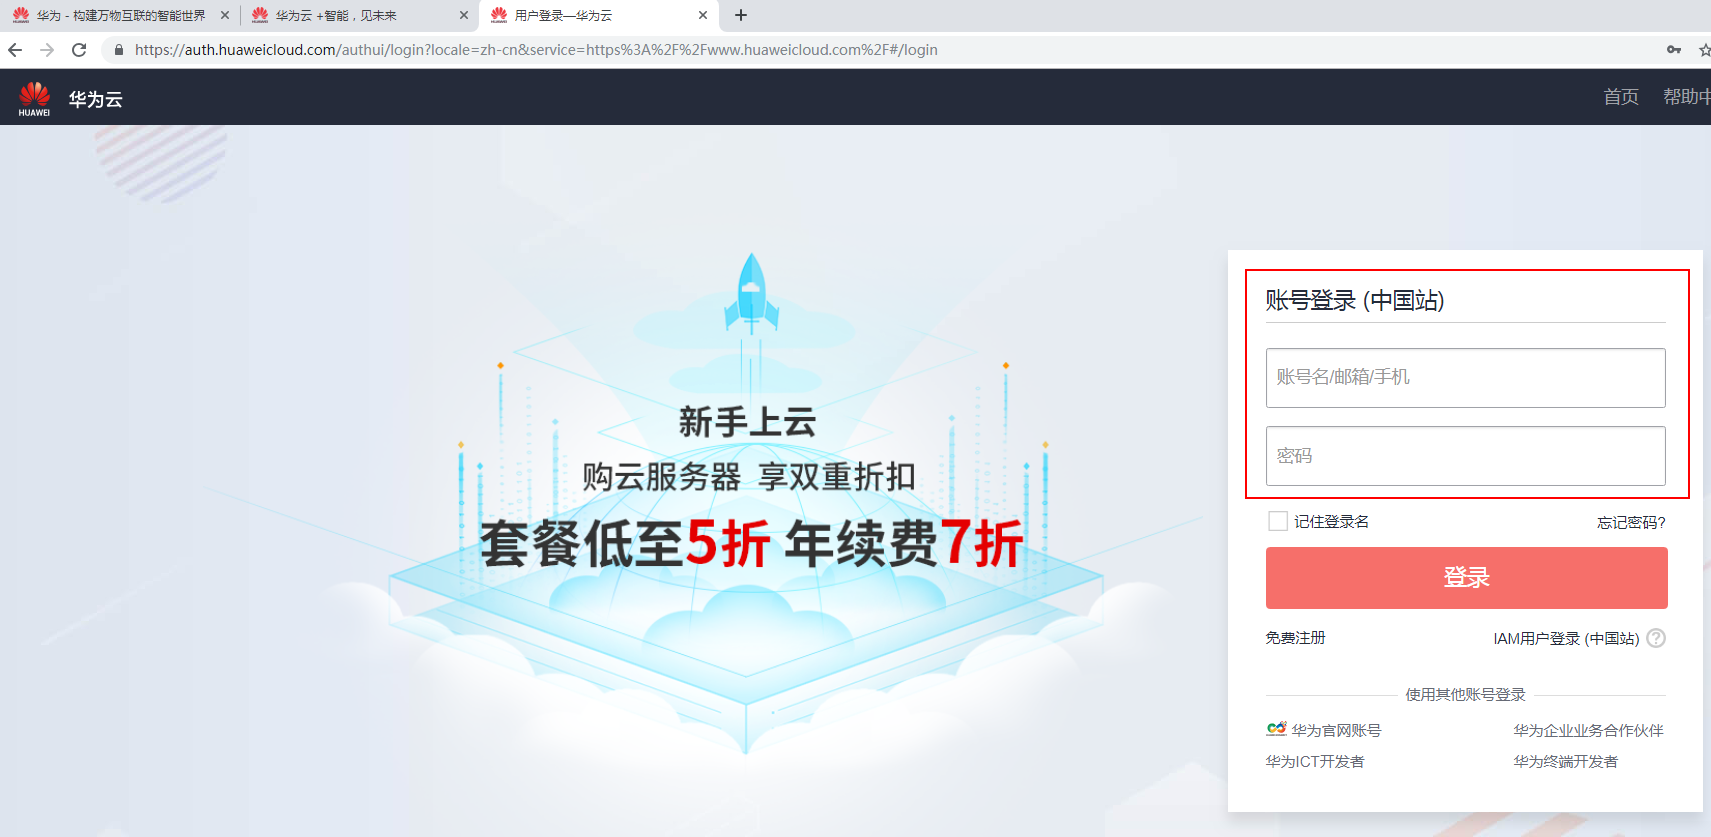 华为 - 构建万物互联的智能世界
华为云 +智能，见未来
用户登录—华为云
https://auth.huaweicloud.com/authui/login?locale=zh-cn&service=https%3A%2F%2Fwww.huaweicloud.com%2F#/login
HUAWEI
华为云
首页
帮助中
新手上云
购云服务器 享双重折扣
套餐低至5折 年续费7折
账号登录 (中国站)
账号名/邮箱/手机
密码
记住登录名
忘记密码?
登录
免费注册
IAM用户登录 (中国站)
使用其他账号登录
华为官网账号
华为企业业务合作伙伴
华为ICT开发者
华为终端开发者